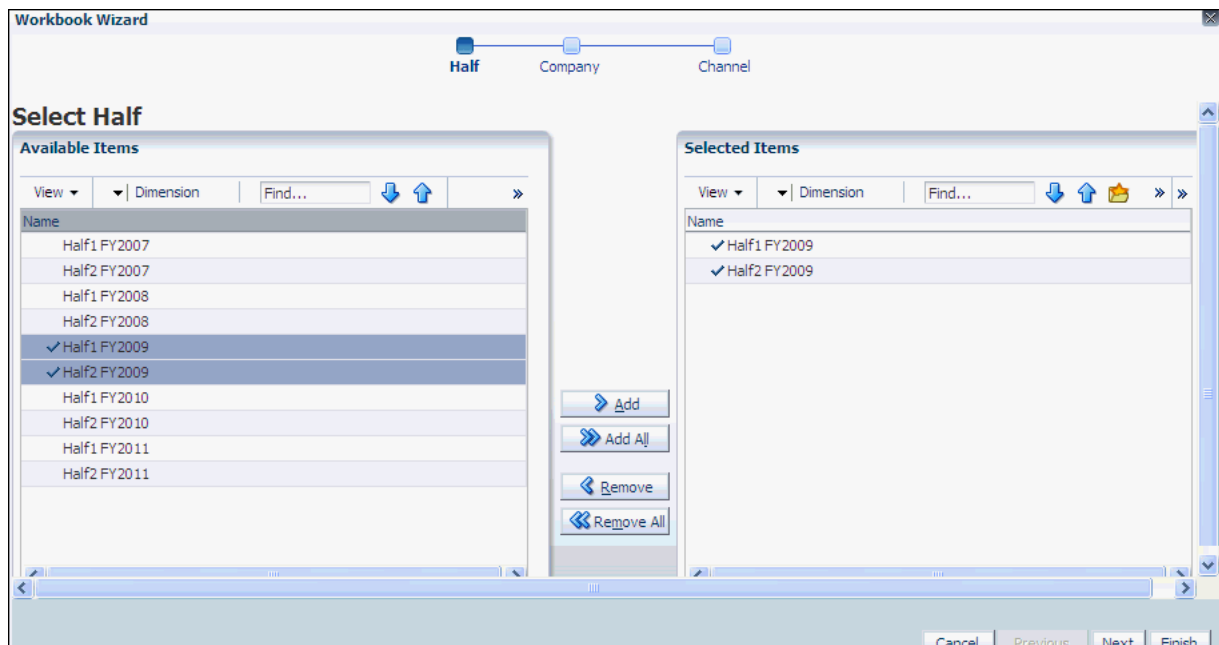 Workbook Wizard
Half Company Channel
Select Half
Available Items
View Dimension Find...
Name
Half1 FY2007
Half2 FY2007
Half1 FY2008
Half2 FY2008
Half1 FY2009
Half2 FY2009
Half1 FY2010
Half2 FY2010
Half1 FY2011
Half2 FY2011
Add
Add All
Remove
Remove All
Selected Items
View Dimension Find...
Name
Half1 FY2009
Half2 FY2009
Cancel Previous Next Finish